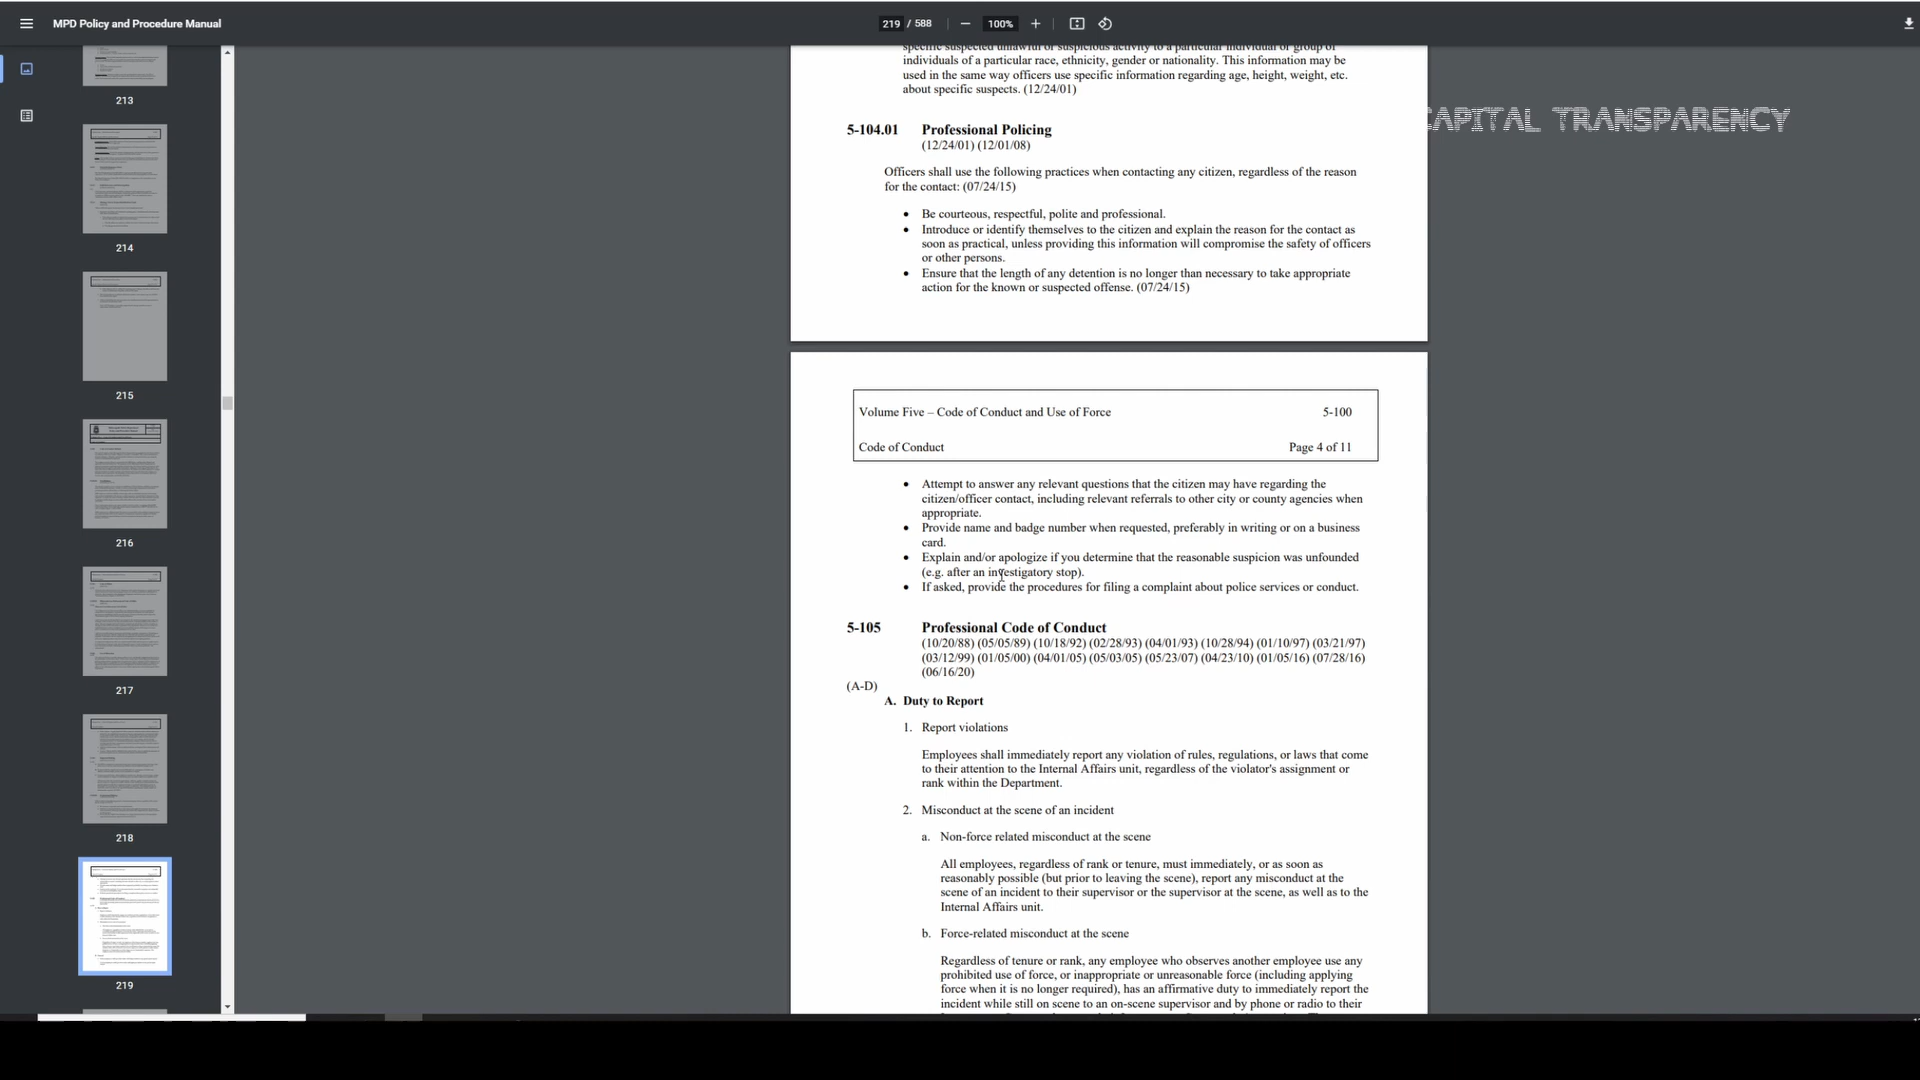 MPD Policy and Procedure Manual
219 / 588
100%
213
214
215
216
217
218
219
CAPITAL TRANSPARENCY
specific suspected unlawful or suspicious activity to a particular individual or group of
individuals of a particular race, ethnicity, gender or nationality. This information may be
used in the same way officers use specific information regarding age, height, weight, etc.
about specific suspects. (12/24/01)
5-104.01 Professional Policing
(12/24/01) (12/01/08)
Officers shall use the following practices when contacting any citizen, regardless of the reason
for the contact: (07/24/15)
• Be courteous, respectful, polite and professional.
• Introduce or identify themselves to the citizen and explain the reason for the contact as
soon as practical, unless providing this information will compromise the safety of officers
or other persons.
• Ensure that the length of any detention is no longer than necessary to take appropriate
action for the known or suspected offense. (07/24/15)
Volume Five – Code of Conduct and Use of Force 5-100
Code of Conduct Page 4 of 11
• Attempt to answer any relevant questions that the citizen may have regarding the
citizen/officer contact, including relevant referrals to other city or county agencies when
appropriate.
• Provide name and badge number when requested, preferably in writing or on a business
card.
• Explain and/or apologize if you determine that the reasonable suspicion was unfounded
(e.g. after an investigatory stop).
• If asked, provide the procedures for filing a complaint about police services or conduct.
5-105 Professional Code of Conduct
(10/20/88) (05/05/89) (10/18/92) (02/28/93) (04/01/93) (10/28/94) (01/10/97) (03/21/97)
(03/12/99) (01/05/00) (04/01/05) (05/03/05) (05/23/07) (04/23/10) (01/05/16) (07/28/16)
(06/16/20)
(A-D)
A. Duty to Report
1. Report violations
Employees shall immediately report any violation of rules, regulations, or laws that come
to their attention to the Internal Affairs unit, regardless of the violator's assignment or
rank within the Department.
2. Misconduct at the scene of an incident
a. Non-force related misconduct at the scene
All employees, regardless of rank or tenure, must immediately, or as soon as
reasonably possible (but prior to leaving the scene), report any misconduct at the
scene of an incident to their supervisor or the supervisor at the scene, as well as to the
Internal Affairs unit.
b. Force-related misconduct at the scene
Regardless of tenure or rank, any employee who observes another employee use any
prohibited use of force, or inappropriate or unreasonable force (including applying
force when it is no longer required), has an affirmative duty to immediately report the
incident while still on scene to an on-scene supervisor and by phone or radio to their